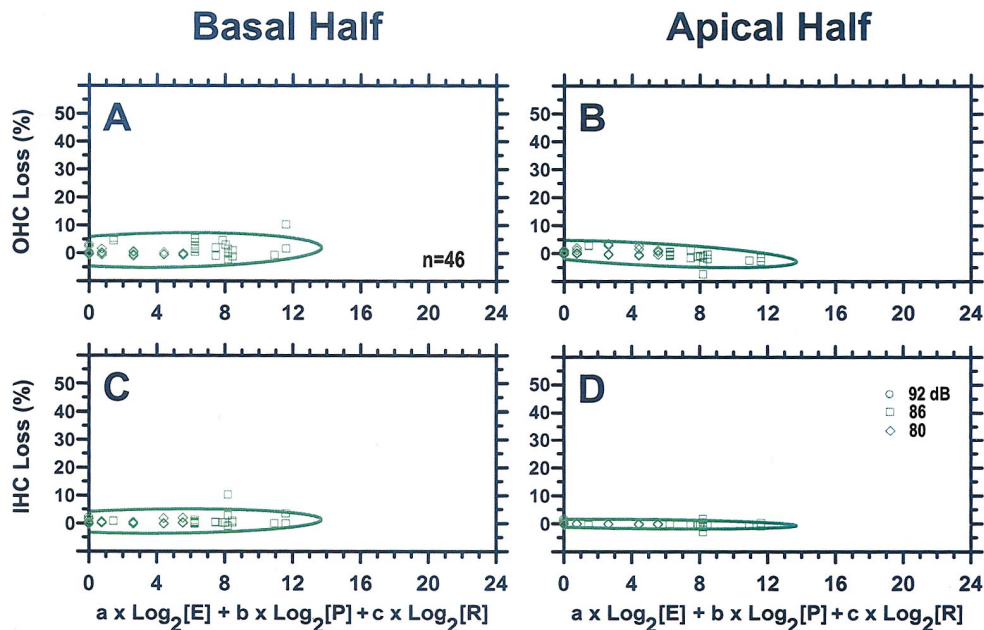 Basal Half
Apical Half
OHC Loss (%)
A
50
40
30
20
10
0
n=46
0 4 8 12 16 20 24
B
50
40
30
20
10
0
0 4 8 12 16 20 24
IHC Loss (%)
C
50
40
30
20
10
0
0 4 8 12 16 20 24
a x Log2[E] + b x Log2[P] +c x Log2[R]
D
92 dB
86
80
50
40
30
20
10
0
0 4 8 12 16 20 24
a x Log2[E] + b x Log2[P] +c x Log2[R]